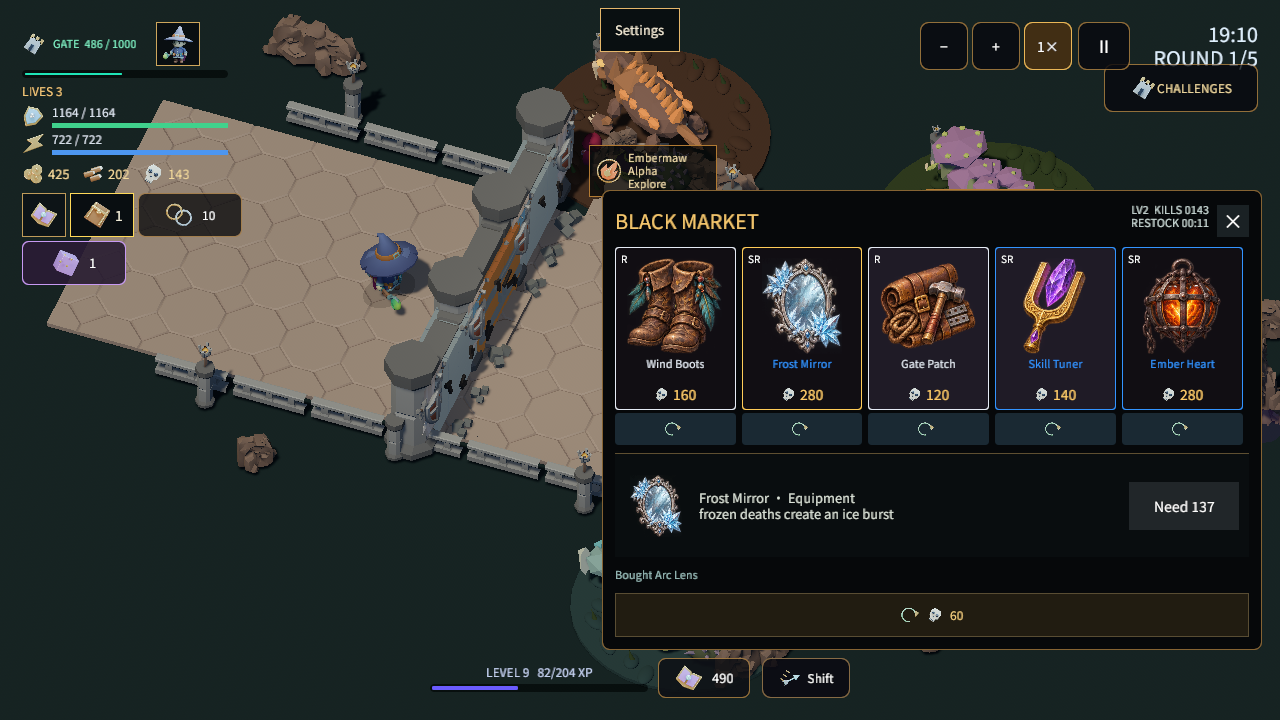 GATE 486 / 1000
LIVES 3
1164 / 1164
722 / 722
425 202 143
1 10
1
Settings
− + 1× II
19:10
ROUND 1/5
CHALLENGES
Embermaw
Alpha
Explore
BLACK MARKET
LV2 KILLS 0143
RESTOCK 00:11
R SR R SR SR
Wind Boots Frost Mirror Gate Patch Skill Tuner Ember Heart
160 280 120 140 280
Frost Mirror • Equipment
frozen deaths create an ice burst
Need 137
Bought Arc Lens
60
LEVEL 9 82/204 XP
490 Shift